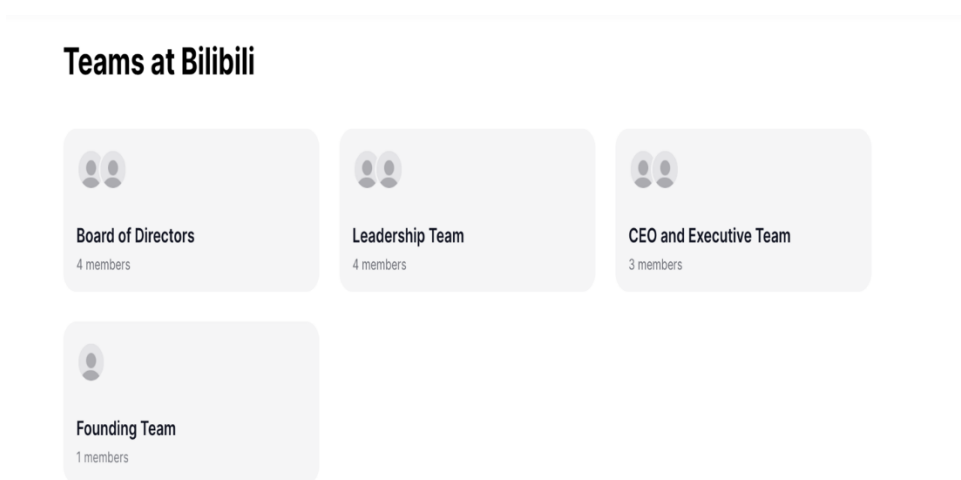 Teams at Bilibili
Board of Directors
4 members
Leadership Team
4 members
CEO and Executive Team
3 members
Founding Team
1 members